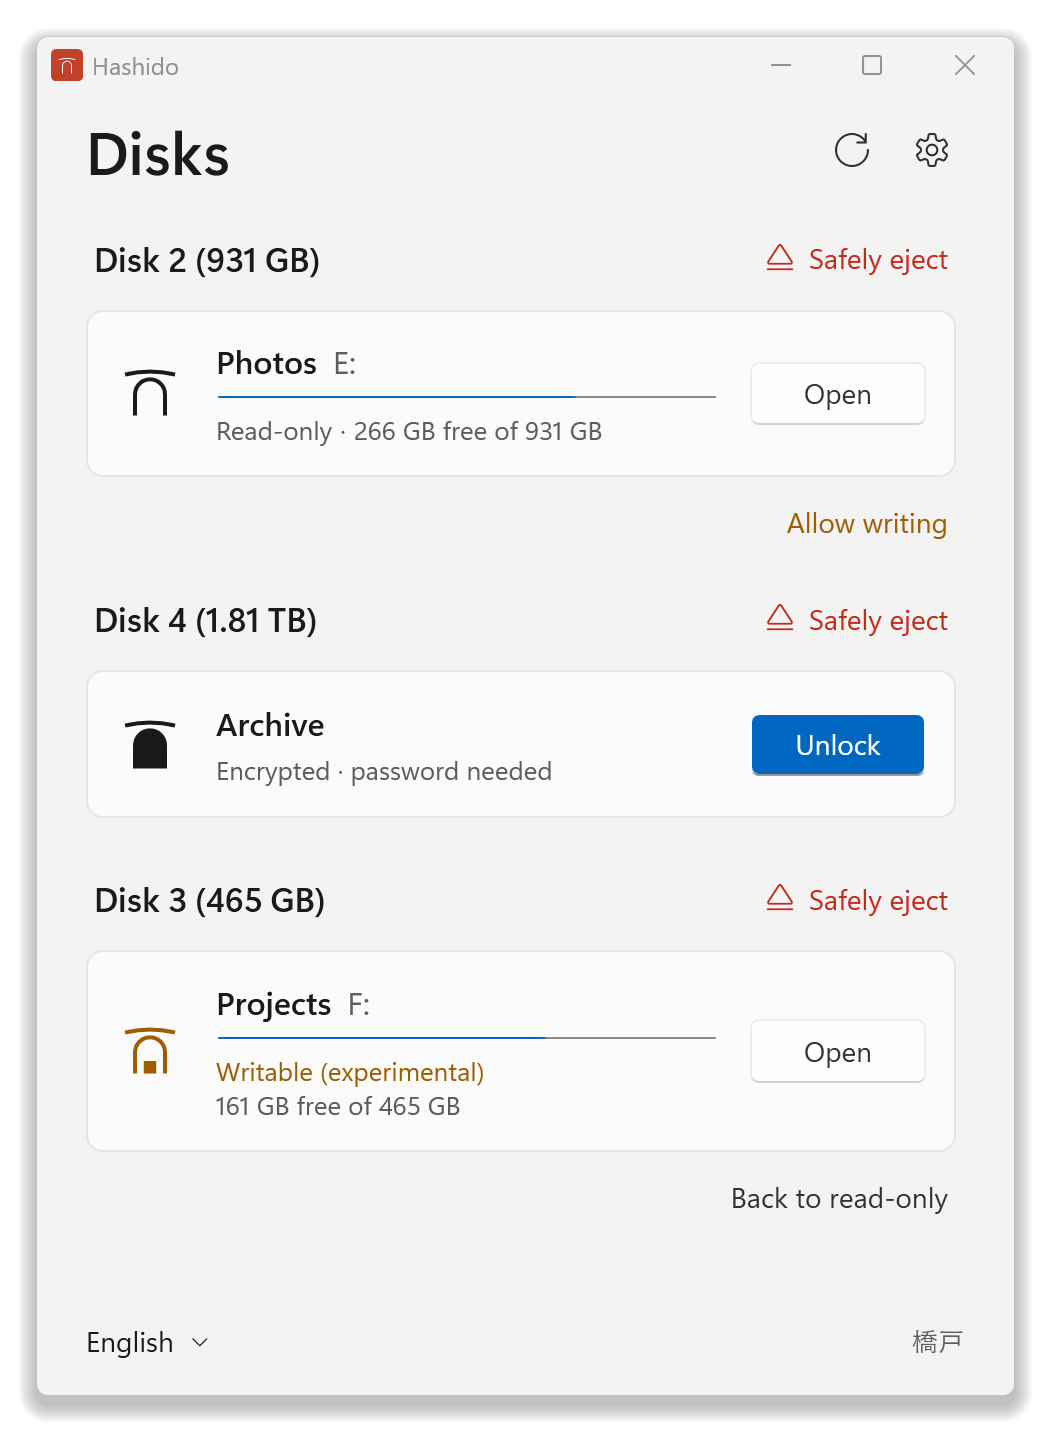 Hashido
Disks
Disk 2 (931 GB)
Safely eject
Photos E:
Read-only · 266 GB free of 931 GB
Open
Allow writing
Disk 4 (1.81 TB)
Safely eject
Archive
Encrypted · password needed
Unlock
Disk 3 (465 GB)
Safely eject
Projects F:
Writable (experimental)
161 GB free of 465 GB
Open
Back to read-only
English
橋戸